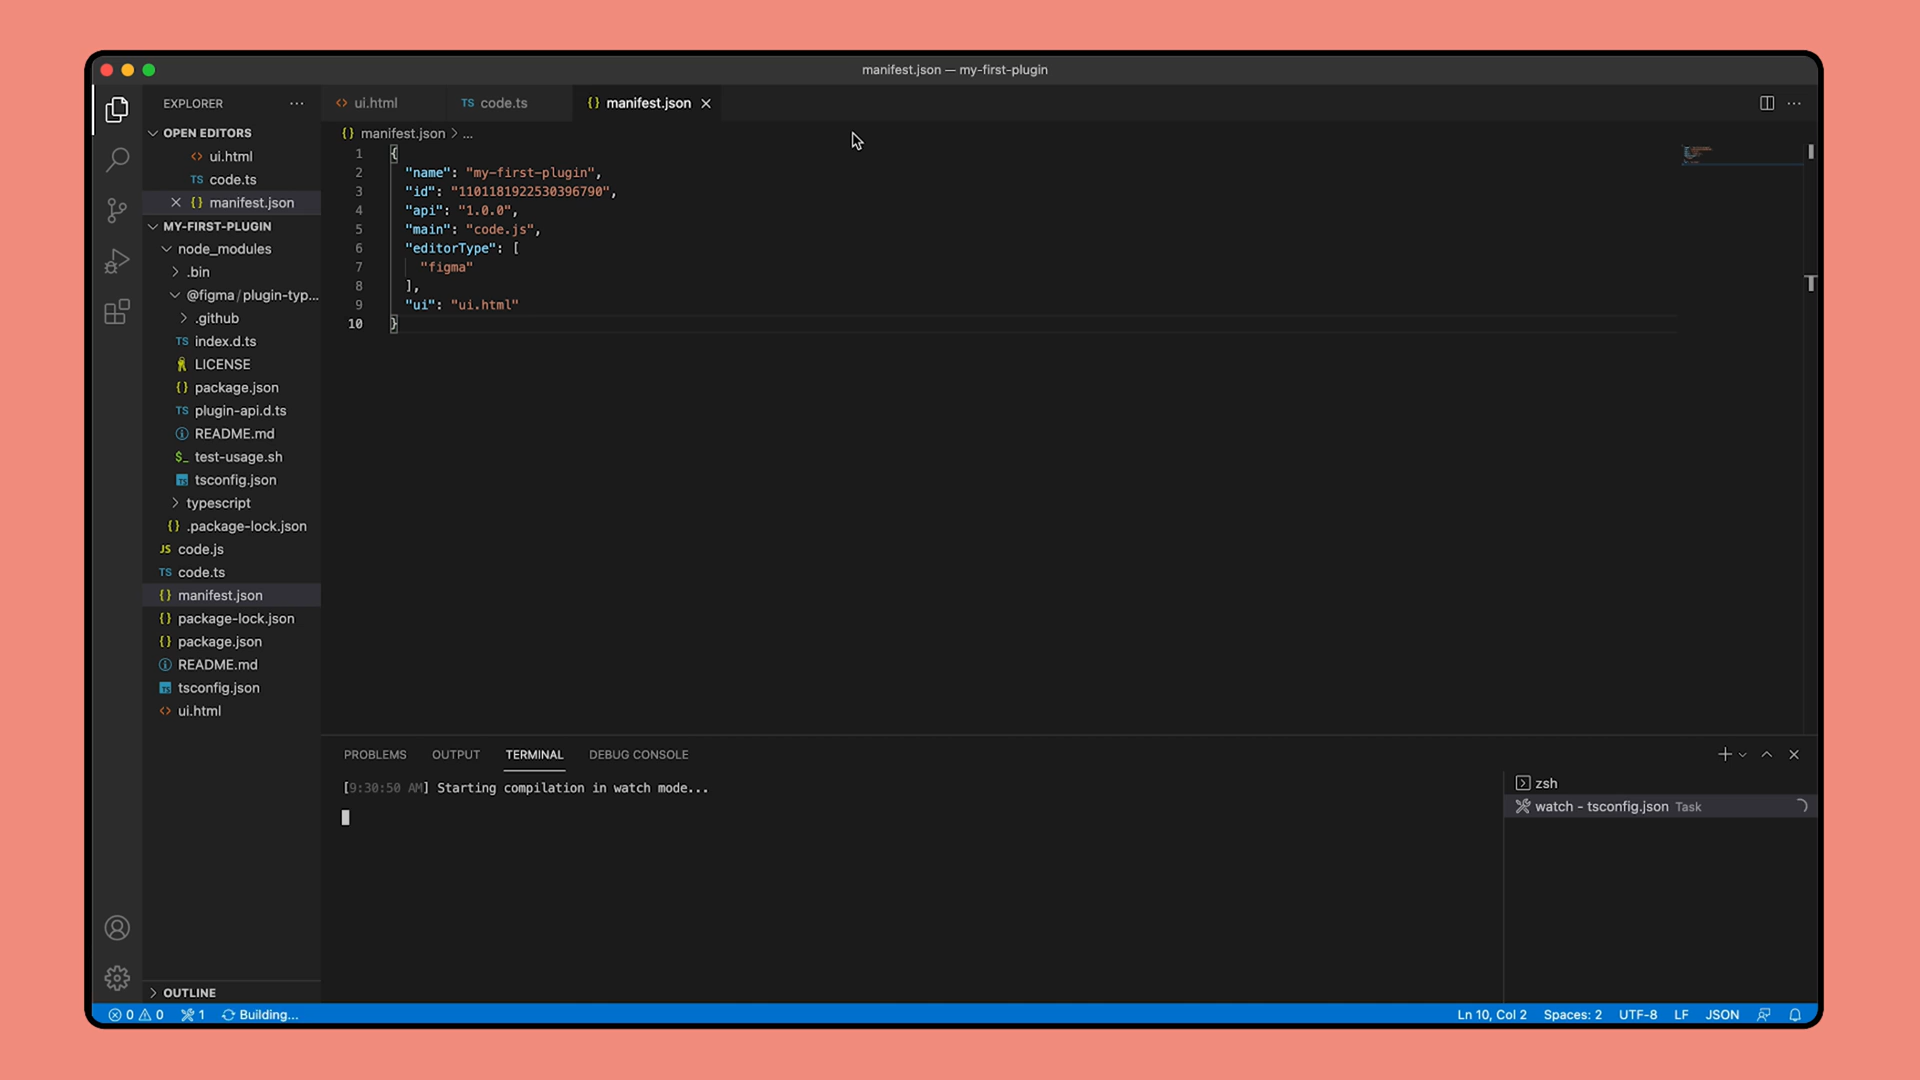 manifest.json — my-first-plugin
EXPLORER
OPEN EDITORS
<> ui.html
TS code.ts
{} manifest.json
MY-FIRST-PLUGIN
node_modules
.bin
@figma/plugin-typ...
.github
TS index.d.ts
LICENSE
{} package.json
TS plugin-api.d.ts
README.md
$_ test-usage.sh
TS tsconfig.json
typescript
{} .package-lock.json
JS code.js
TS code.ts
{} manifest.json
{} package-lock.json
{} package.json
README.md
TS tsconfig.json
<> ui.html
OUTLINE
<> ui.html
TS code.ts
{} manifest.json
{} manifest.json > ...
1 {
2 "name": "my-first-plugin",
3 "id": "1101181922530396790",
4 "api": "1.0.0",
5 "main": "code.js",
6 "editorType": [
7 "figma"
8 ],
9 "ui": "ui.html"
10 }
PROBLEMS
OUTPUT
TERMINAL
DEBUG CONSOLE
[9:30:50 AM] Starting compilation in watch mode...
zsh
watch - tsconfig.json Task
0 0 1 Building...
Ln 10, Col 2 Spaces: 2 UTF-8 LF JSON